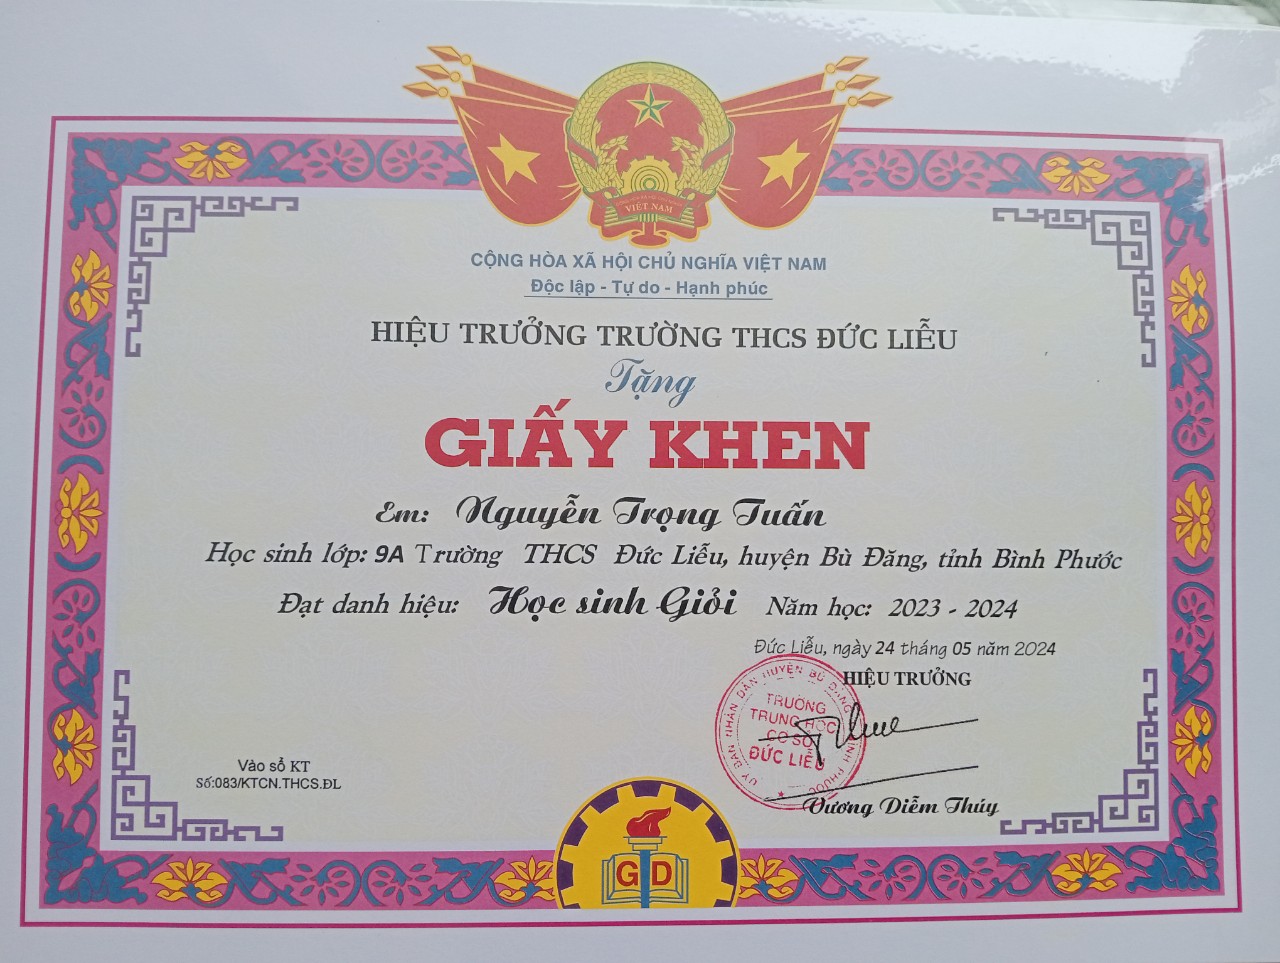 VIỆT NAM
CỘNG HÒA XÃ HỘI CHỦ NGHĨA VIỆT NAM
Độc lập - Tự do - Hạnh phúc
HIỆU TRƯỞNG TRƯỜNG THCS ĐỨC LIỄU
Tặng
GIẤY KHEN
Em: Nguyễn Trọng Tuấn
Học sinh lớp: 9A Trường THCS Đức Liễu, huyện Bù Đăng, tỉnh Bình Phước
Đạt danh hiệu: Học sinh Giỏi Năm học: 2023 - 2024
Đức Liễu, ngày 24 tháng 05 năm 2024
HIỆU TRƯỞNG
ỦY BAN NHÂN DÂN HUYỆN BÙ ĐĂNG TỈNH PHƯỚC
TRƯỜNG
TRUNG HỌC
CƠ SỞ
ĐỨC LIỄU
Vương Diễm Thúy
Vào sổ KT
Số:083/KTCN.THCS.ĐL
GD